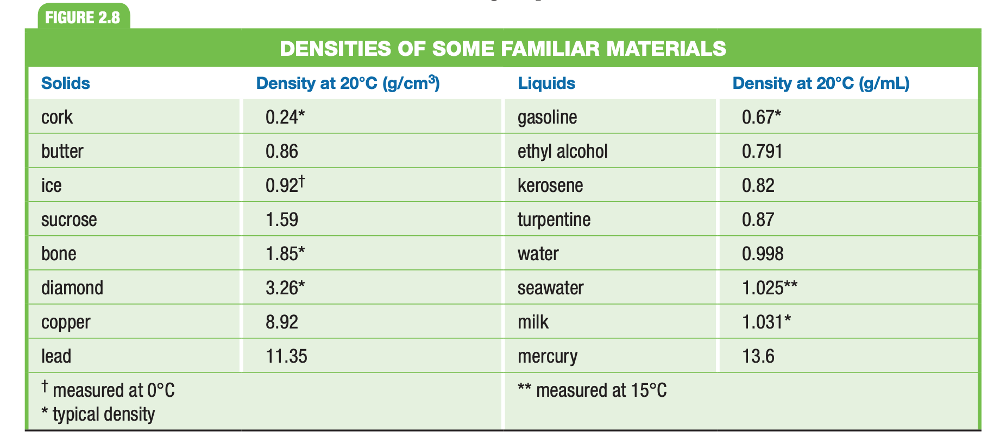 FIGURE 2.8
DENSITIES OF SOME FAMILIAR MATERIALS
Solids Density at 20°C (g/cm³) Liquids Density at 20°C (g/mL)
cork 0.24* gasoline 0.67*
butter 0.86 ethyl alcohol 0.791
ice 0.92† kerosene 0.82
sucrose 1.59 turpentine 0.87
bone 1.85* water 0.998
diamond 3.26* seawater 1.025**
copper 8.92 milk 1.031*
lead 11.35 mercury 13.6
† measured at 0°C ** measured at 15°C
* typical density